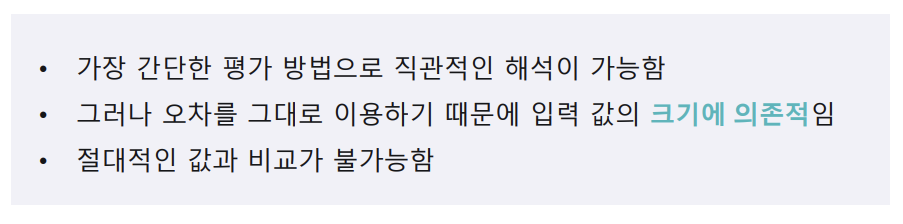 • 가장 간단한 평가 방법으로 직관적인 해석이 가능함
• 그러나 오차를 그대로 이용하기 때문에 입력 값의 크기에 의존적임
• 절대적인 값과 비교가 불가능함